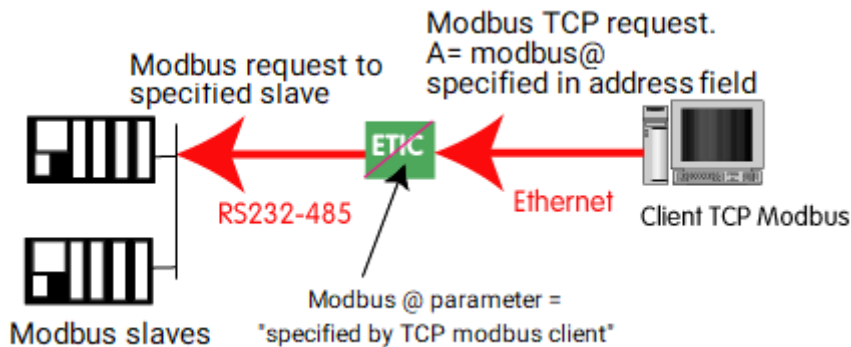 Modbus TCP request.
A= modbus@
specified in address field
Modbus request to
specified slave
ETIC
RS232-485
Ethernet
Client TCP Modbus
Modbus slaves
Modbus @ parameter =
"specified by TCP modbus client"